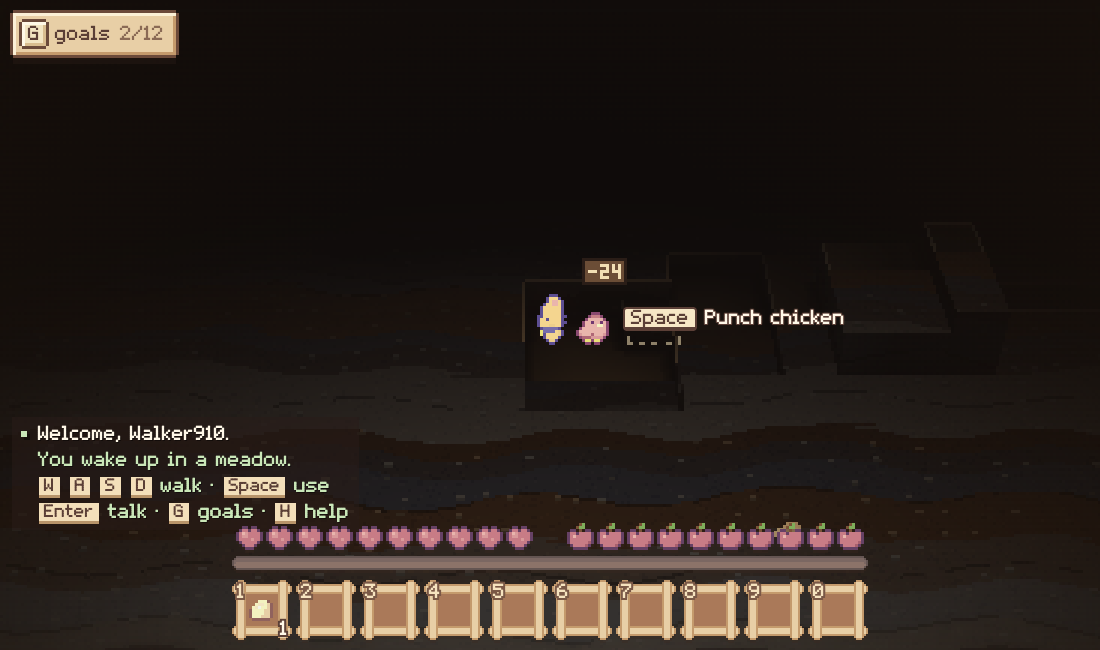 G goals 2/12
-24
Space Punch chicken
Welcome, Walker910.
You wake up in a meadow.
W A S D walk · Space use
Enter talk · G goals · H help
1 2 3 4 5 6 7 8 9 0
1